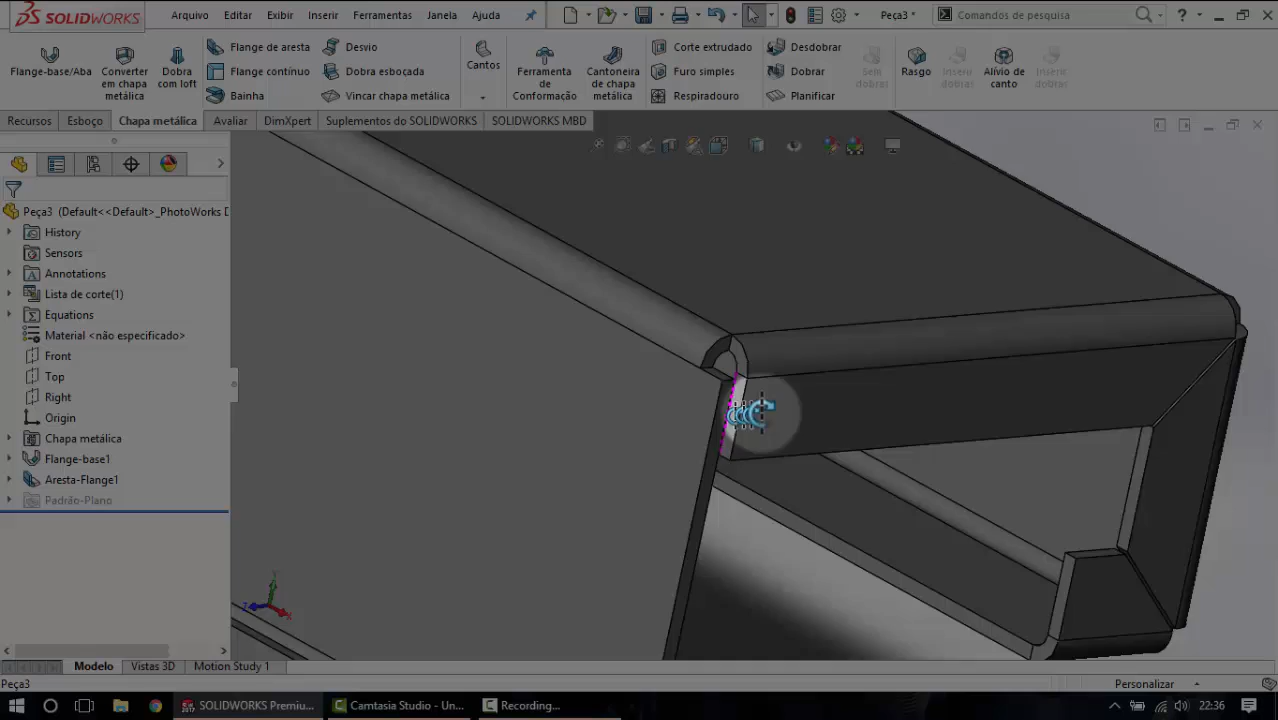 SOLIDWORKS
Arquivo Editar Exibir Inserir Ferramentas Janela Ajuda
Peça3 *
Comandos de pesquisa
Flange-base/Aba
Converter em chapa metálica
Dobra com loft
Flange de aresta
Flange contínuo
Bainha
Desvio
Dobra esboçada
Vincar chapa metálica
Cantos
Ferramenta de Conformação
Cantoneira de chapa metálica
Corte extrudado
Furo simples
Respiradouro
Desdobrar
Dobrar
Planificar
Sem dobrar
Rasgo
Inserir dobrar
Alívio de canto
Inserir dobrar
Recursos Esboço Chapa metálica Avaliar DimXpert Suplementos do SOLIDWORKS SOLIDWORKS MBD
Peça3 (Default<<Default>_PhotoWorks D
History
Sensors
Annotations
Lista de corte(1)
Equations
Material <não especificado>
Front
Top
Right
Origin
Chapa metálica
Flange-base1
Aresta-Flange1
Padrão-Plano
Y
Z
X
Modelo Vistas 3D Motion Study 1
Peça3
Personalizar
SOLIDWORKS Premiu...
Camtasia Studio - Un...
Recording...
22:36